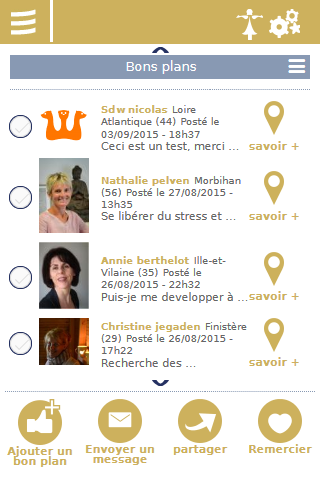 Bons plans
Sdw nicolas Loire
Atlantique (44) Posté le
03/09/2015 - 18h37
Ceci est un test, merci ...
savoir +
Nathalie pelven Morbihan
(56) Posté le 27/08/2015 -
13h35
Se libérer du stress et ...
savoir +
Annie berthelot Ille-et-
Vilaine (35) Posté le
26/08/2015 - 22h32
Puis-je me developper à ...
savoir +
Christine jegaden Finistère
(29) Posté le 26/08/2015 -
17h22
Recherche des ...
savoir +
Ajouter un
bon plan
Envoyer un
message
partager
Remercier